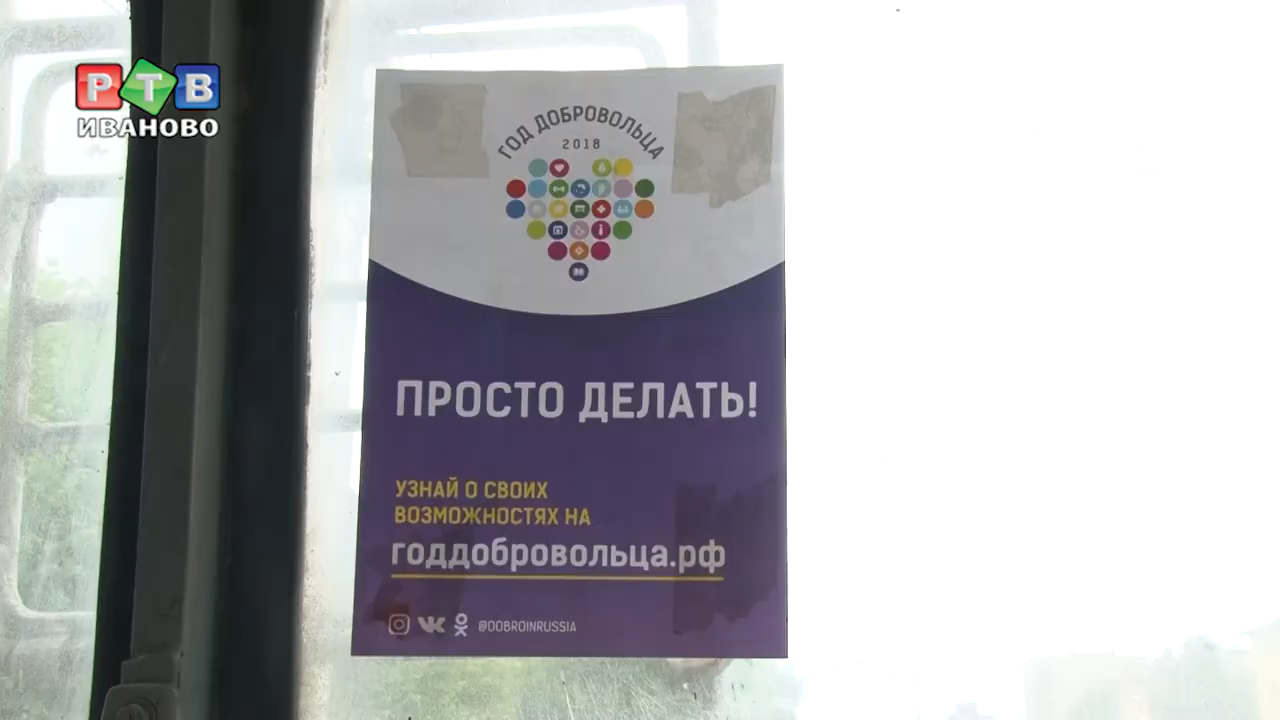 РТВ
ИВАНОВО
ГОД ДОБРОВОЛЬЦА
2018
ПРОСТО ДЕЛАТЬ!
УЗНАЙ О СВОИХ
ВОЗМОЖНОСТЯХ НА
годдобровольца.рф
@DOBROINRUSSIA